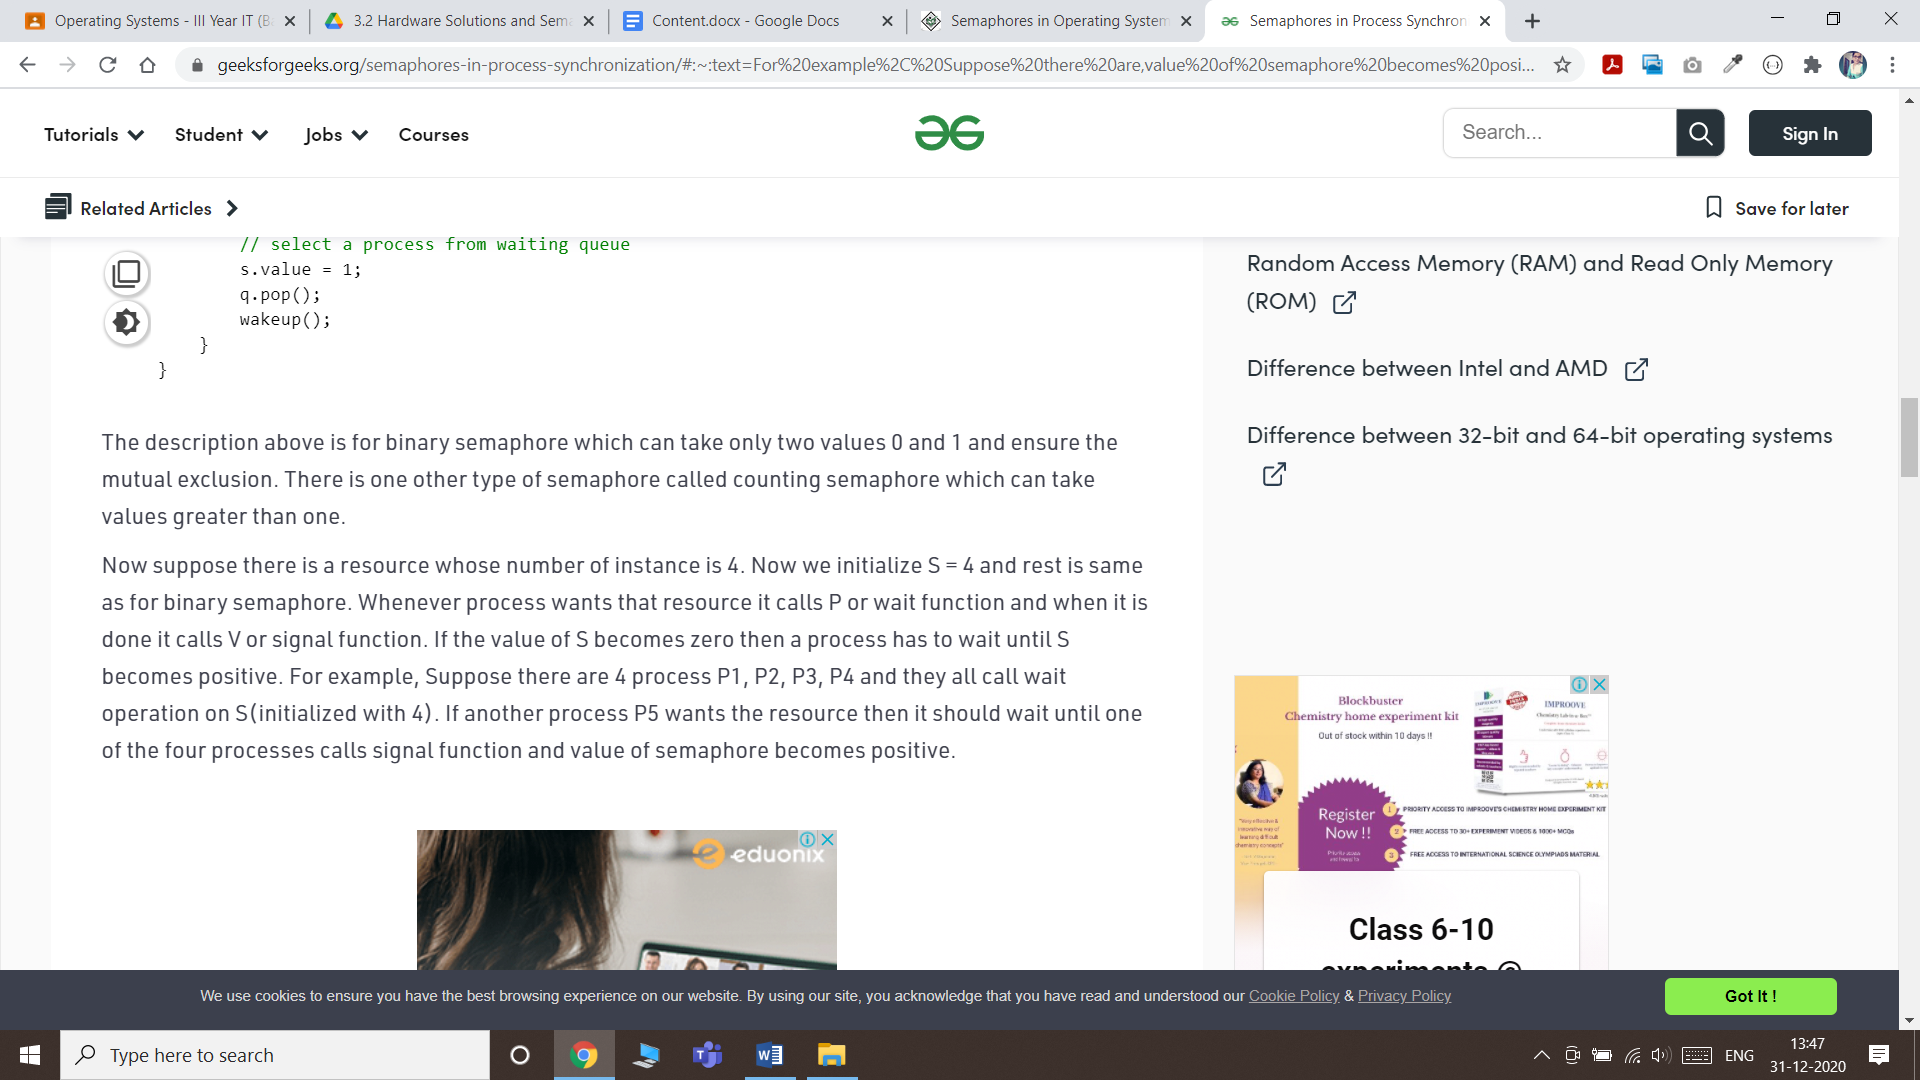 Operating Systems - III Year IT (B
3.2 Hardware Solutions and Sem
Content.docx - Google Docs
Semaphores in Operating System
Semaphores in Process Synchron
geeksforgeeks.org/semaphores-in-process-synchronization/#:~:text=For%20example%2C%20Suppose%20there%20are,value%20of%20semaphore%20becomes%20posi...
Tutorials
Student
Jobs
Courses
Search...
Sign In
Related Articles
Save for later
// select a process from waiting queue
s.value = 1;
q.pop();
wakeup();
}
}
The description above is for binary semaphore which can take only two values 0 and 1 and ensure the
mutual exclusion. There is one other type of semaphore called counting semaphore which can take
values greater than one.
Now suppose there is a resource whose number of instance is 4. Now we initialize S = 4 and rest is same
as for binary semaphore. Whenever process wants that resource it calls P or wait function and when it is
done it calls V or signal function. If the value of S becomes zero then a process has to wait until S
becomes positive. For example, Suppose there are 4 process P1, P2, P3, P4 and they all call wait
operation on S(initialized with 4). If another process P5 wants the resource then it should wait until one
of the four processes calls signal function and value of semaphore becomes positive.
eduonix
Random Access Memory (RAM) and Read Only Memory
(ROM)
Difference between Intel and AMD
Difference between 32-bit and 64-bit operating systems
Blockbuster
Chemistry home experiment kit
Out of stock within 10 days !!
IMPROOVE
Register
Now !!
1 PRIORITY ACCESS TO IMPROOVE'S CHEMISTRY HOME EXPERIMENT KIT
2 FREE ACCESS TO 30+ EXPERIMENT VIDEOS & 1000+ MCQs
3 FREE ACCESS TO INTERNATIONAL SCIENCE OLYMPIADS MATERIAL
"Very effective &
innovative way of
learning difficult
chemistry concepts"
Class 6-10
experiments @
We use cookies to ensure you have the best browsing experience on our website. By using our site, you acknowledge that you have read and understood our Cookie Policy & Privacy Policy
Got It !
Type here to search
ENG
13:47
31-12-2020